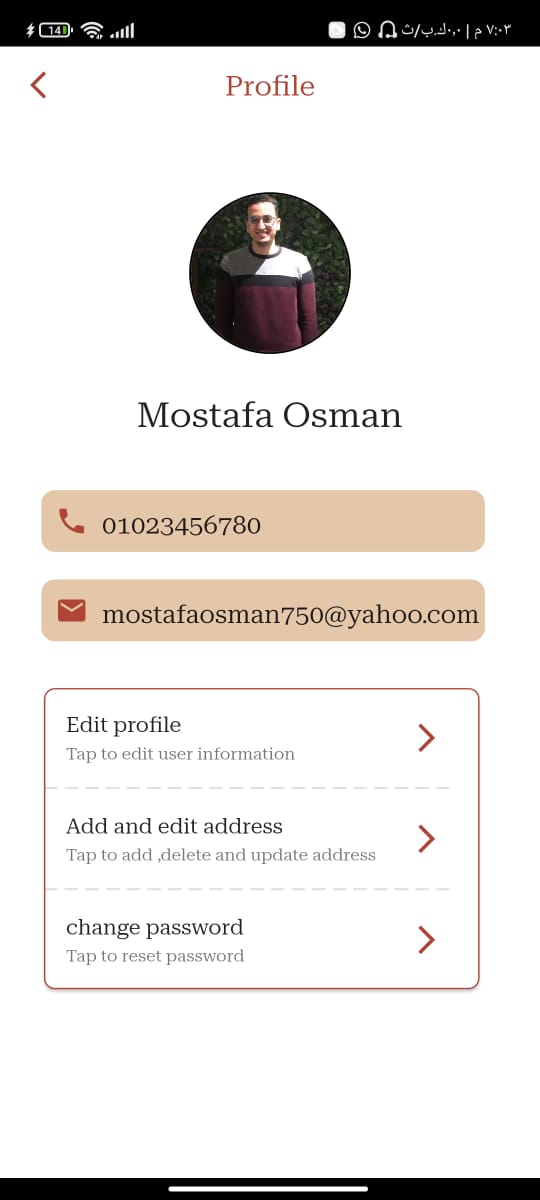 14
٠,٠ك.ب/ث | م ٧:٠٣
Profile
Mostafa Osman
01023456780
mostafaosman750@yahoo.com
Edit profile
Tap to edit user information
Add and edit address
Tap to add ,delete and update address
change password
Tap to reset password